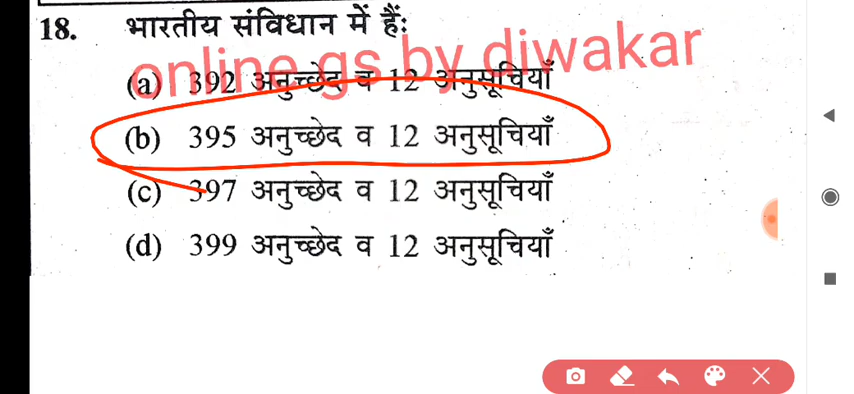 18. भारतीय संविधान में हैंः
online gs by diwakar
(a) 392 अनुच्छेद व 12 अनुसूचियाँ
(b) 395 अनुच्छेद व 12 अनुसूचियाँ
(c) 397 अनुच्छेद व 12 अनुसूचियाँ
(d) 399 अनुच्छेद व 12 अनुसूचियाँ